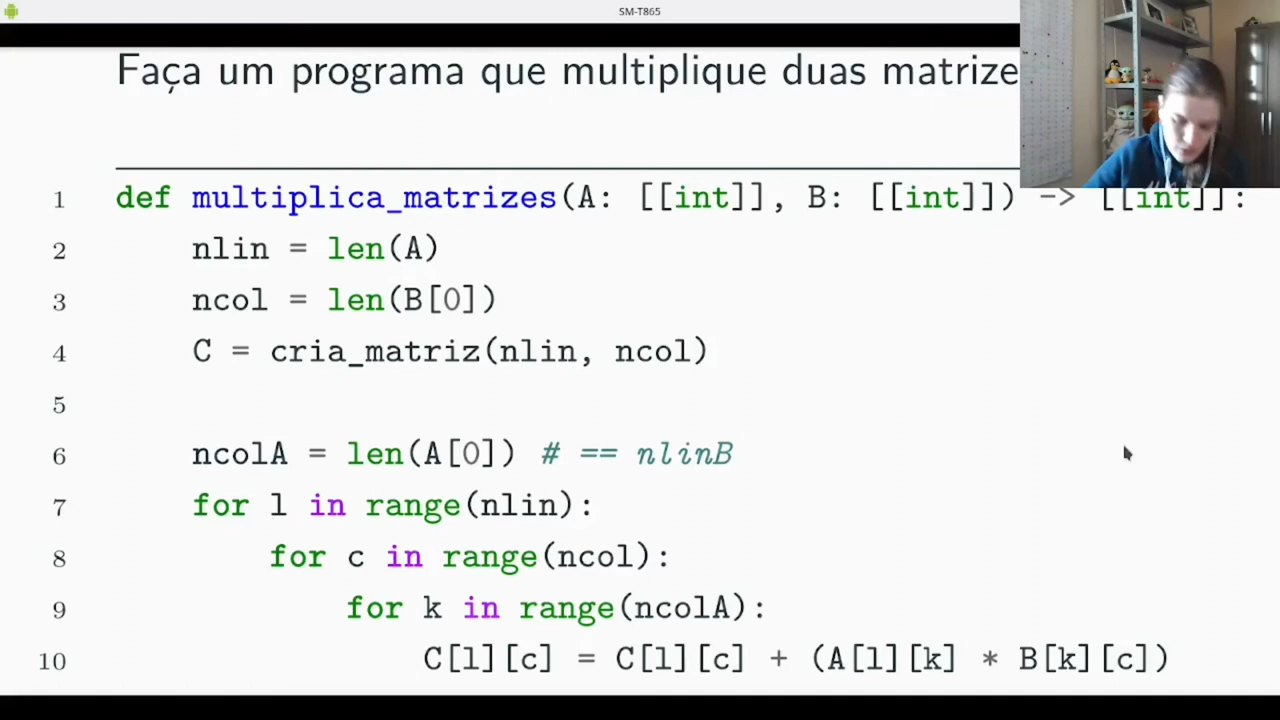 SM-T865
Faça um programa que multiplique duas matrize
1 def multiplica_matrizes(A: [[int]], B: [[int]]) -> [[int]]:
2 nlin = len(A)
3 ncol = len(B[0])
4 C = cria_matriz(nlin, ncol)
5
6 ncolA = len(A[0]) # == nlinB
7 for l in range(nlin):
8 for c in range(ncol):
9 for k in range(ncolA):
10 C[l][c] = C[l][c] + (A[l][k] * B[k][c])